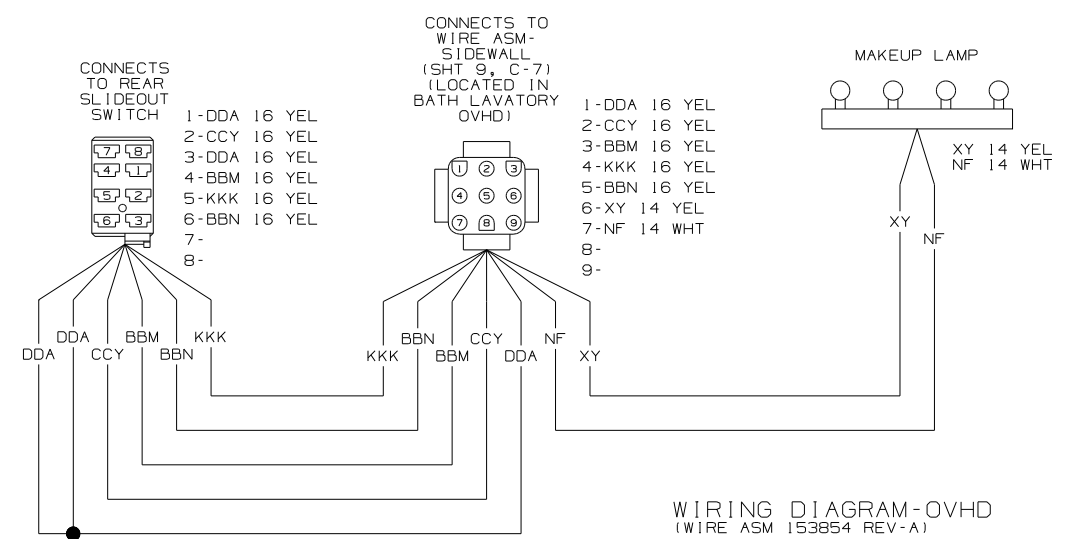 CONNECTS
TO REAR
SLIDEOUT
SWITCH
1-DDA 16 YEL
2-CCY 16 YEL
3-DDA 16 YEL
4-BBM 16 YEL
5-KKK 16 YEL
6-BBN 16 YEL
7-
8-
7 8
4 1
5 2
6 3
CONNECTS TO
WIRE ASM-
SIDEWALL
(SHT 9, C-7)
(LOCATED IN
BATH LAVATORY
OVHD)
1 2 3
4 5 6
7 8 9
1-DDA 16 YEL
2-CCY 16 YEL
3-BBM 16 YEL
4-KKK 16 YEL
5-BBN 16 YEL
6-XY 14 YEL
7-NF 14 WHT
8-
9-
MAKEUP LAMP
XY 14 YEL
NF 14 WHT
XY
NF
DDA
DDA
CCY
BBM
BBN
KKK
KKK
BBN
BBM
CCY
DDA
NF
XY
WIRING DIAGRAM-OVHD
(WIRE ASM 153854 REV-A)